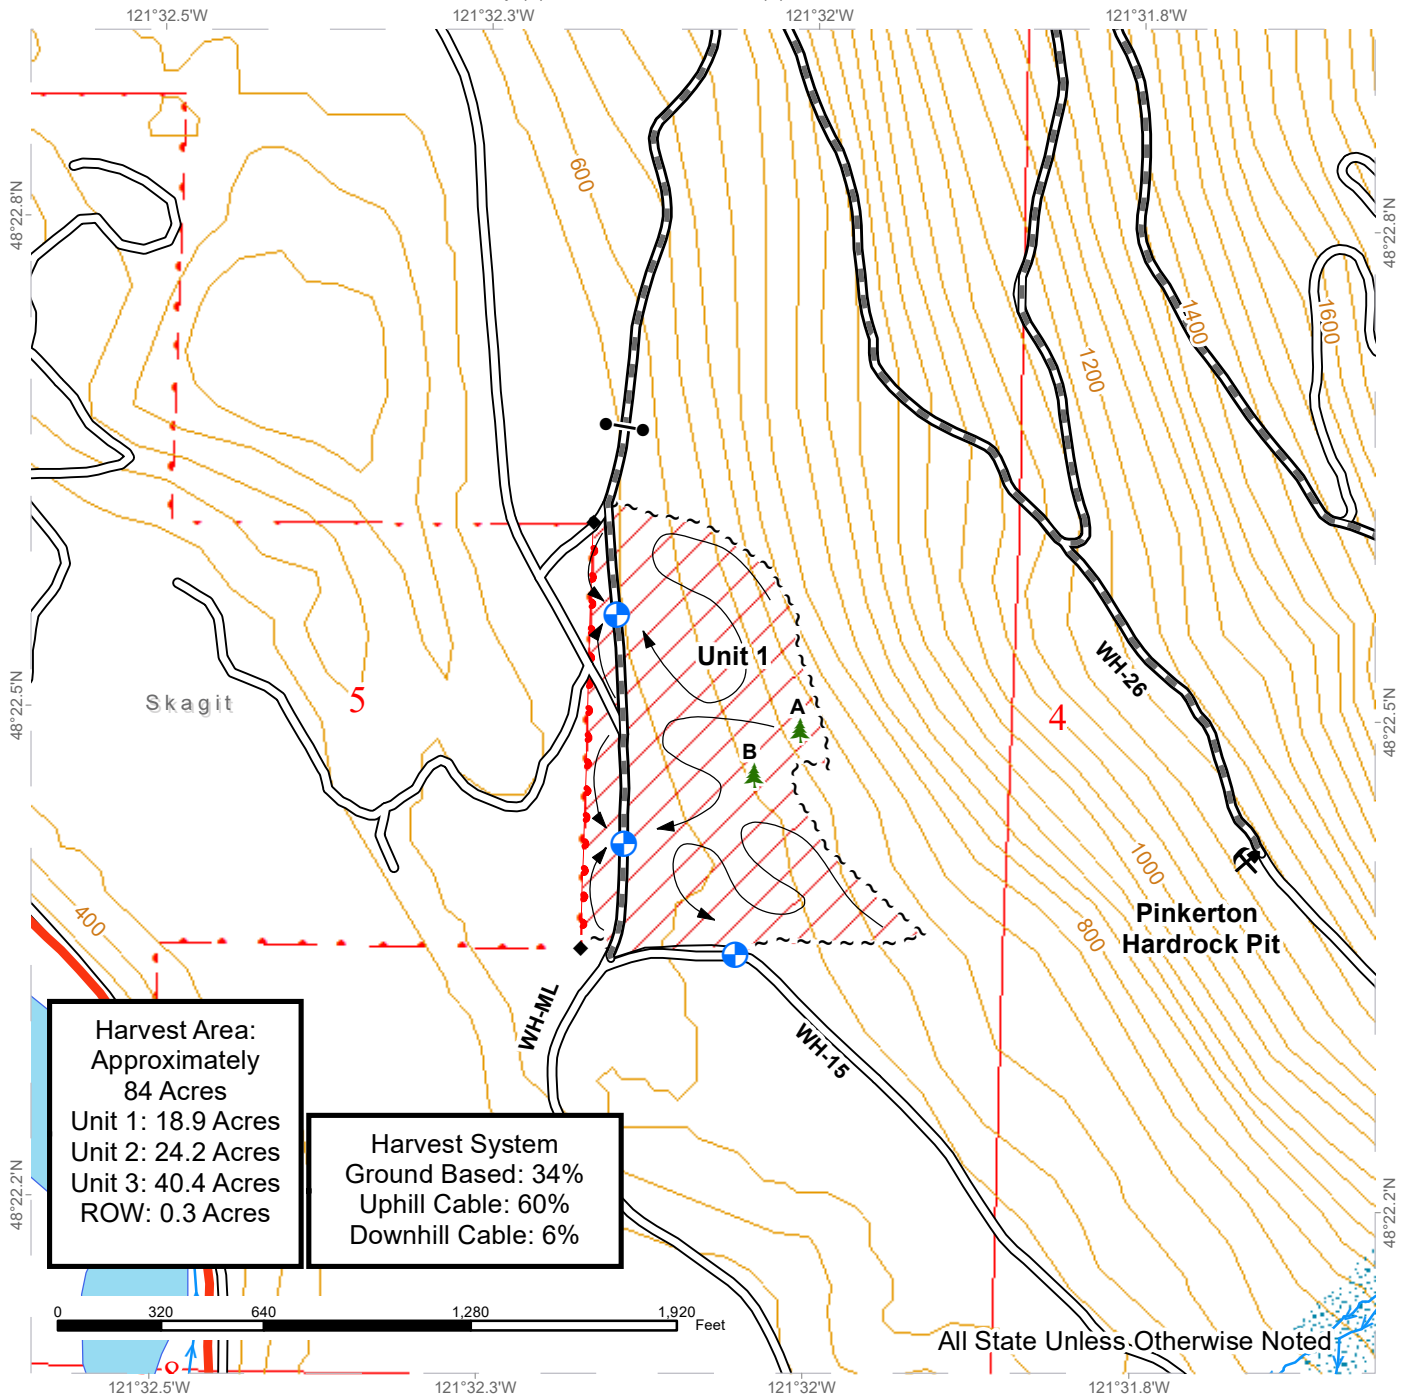 121°32.5'W
121°32.3'W
121°32'W
121°31.8'W
48°22.8'N
48°22.8'N
600
1400
1600
1200
Unit 1
A
B
Skagit
5
4
WH-26
48°22.5'N
48°22.5'N
1000
800
400
Pinkerton
Hardrock Pit
WH-ML
WH-15
Harvest Area:
Approximately
84 Acres
Unit 1: 18.9 Acres
Unit 2: 24.2 Acres
Unit 3: 40.4 Acres
ROW: 0.3 Acres
Harvest System
Ground Based: 34%
Uphill Cable: 60%
Downhill Cable: 6%
48°22.2'N
48°22.2'N
0 320 640 1,280 1,920
Feet
All State Unless Otherwise Noted
8
121°32.5'W
121°32.3'W
121°32'W
121°31.8'W